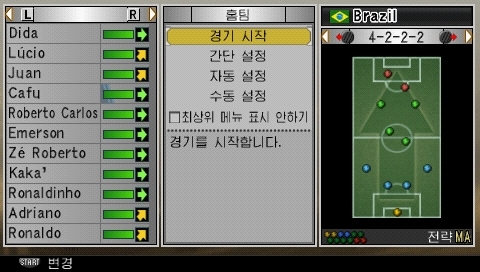 L
R
Dida
Lúcio
Juan
Cafu
Roberto Carlos
Emerson
Zé Roberto
Kaka'
Ronaldinho
Adriano
Ronaldo
홈팀
경기 시작
간단 설정
자동 설정
수동 설정
최상위 메뉴 표시 안하기
경기를 시작합니다.
Brazil
4-2-2-2
전략 MA
START 변경